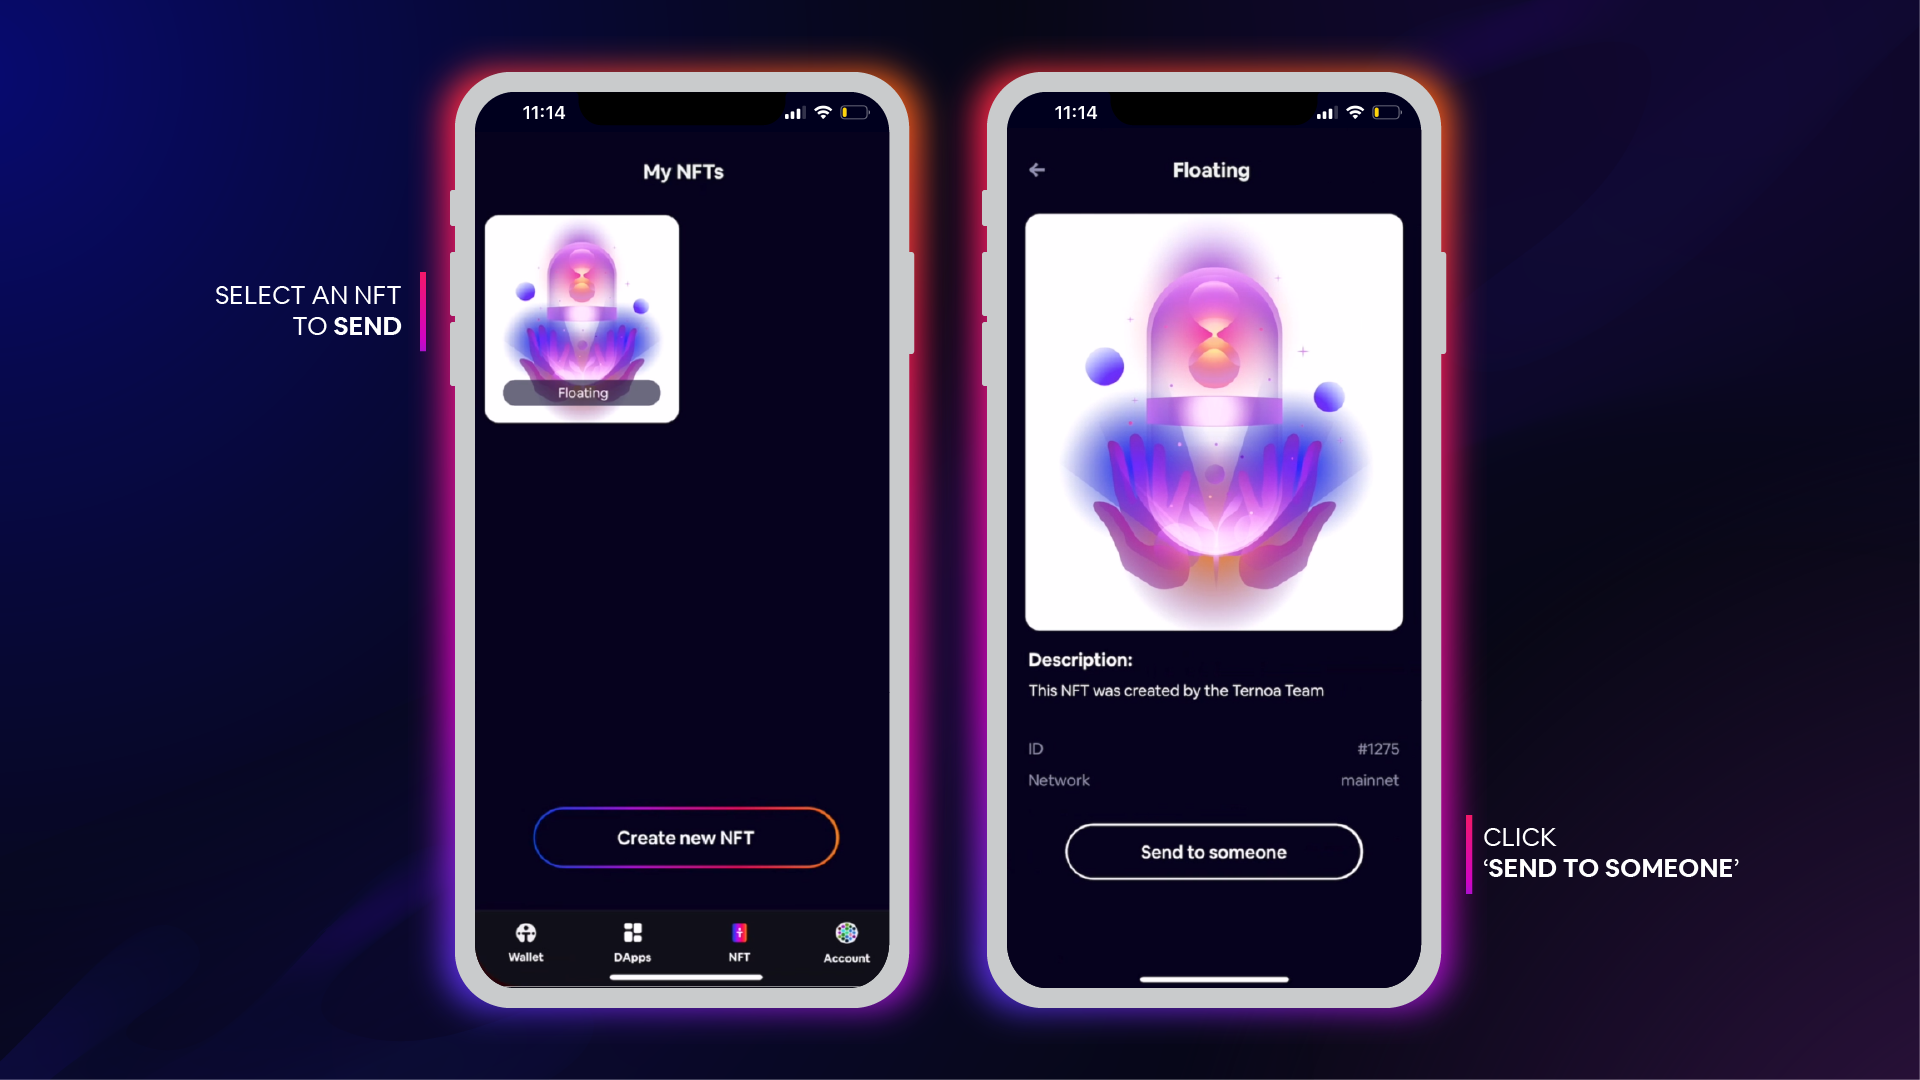 SELECT AN NFT
TO SEND
11:14
My NFTs
Floating
Create new NFT
Wallet
DApps
NFT
Account
11:14
Floating
Description:
This NFT was created by the Ternoa Team
ID #1275
Network mainnet
Send to someone
CLICK
‘SEND TO SOMEONE’